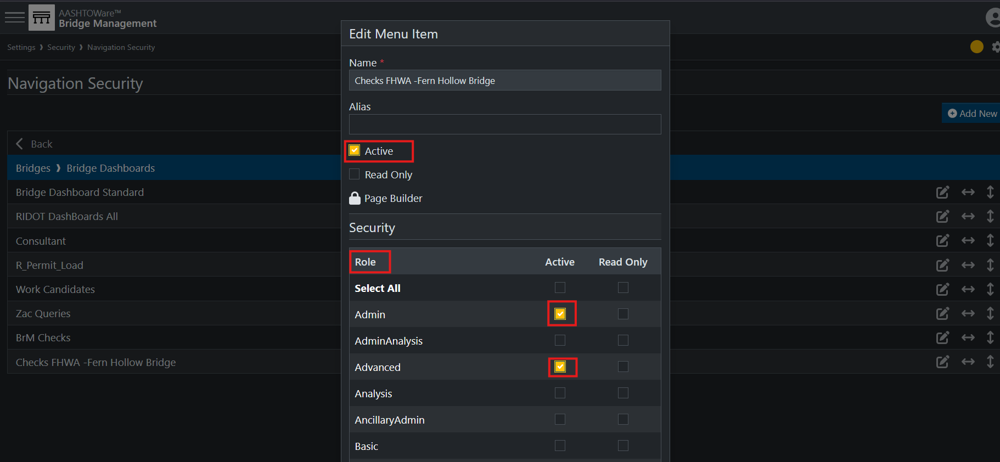 AASHTOWare™
Bridge Management
Settings ❱ Security ❱ Navigation Security
Navigation Security
Add New
Back
Bridges ❱ Bridge Dashboards
Bridge Dashboard Standard
RIDOT DashBoards All
Consultant
R_Permit_Load
Work Candidates
Zac Queries
BrM Checks
Checks FHWA -Fern Hollow Bridge
Edit Menu Item
Name *
Checks FHWA -Fern Hollow Bridge
Alias
Active
Read Only
Page Builder
Security
Role Active Read Only
Select All
Admin
AdminAnalysis
Advanced
Analysis
AncillaryAdmin
Basic